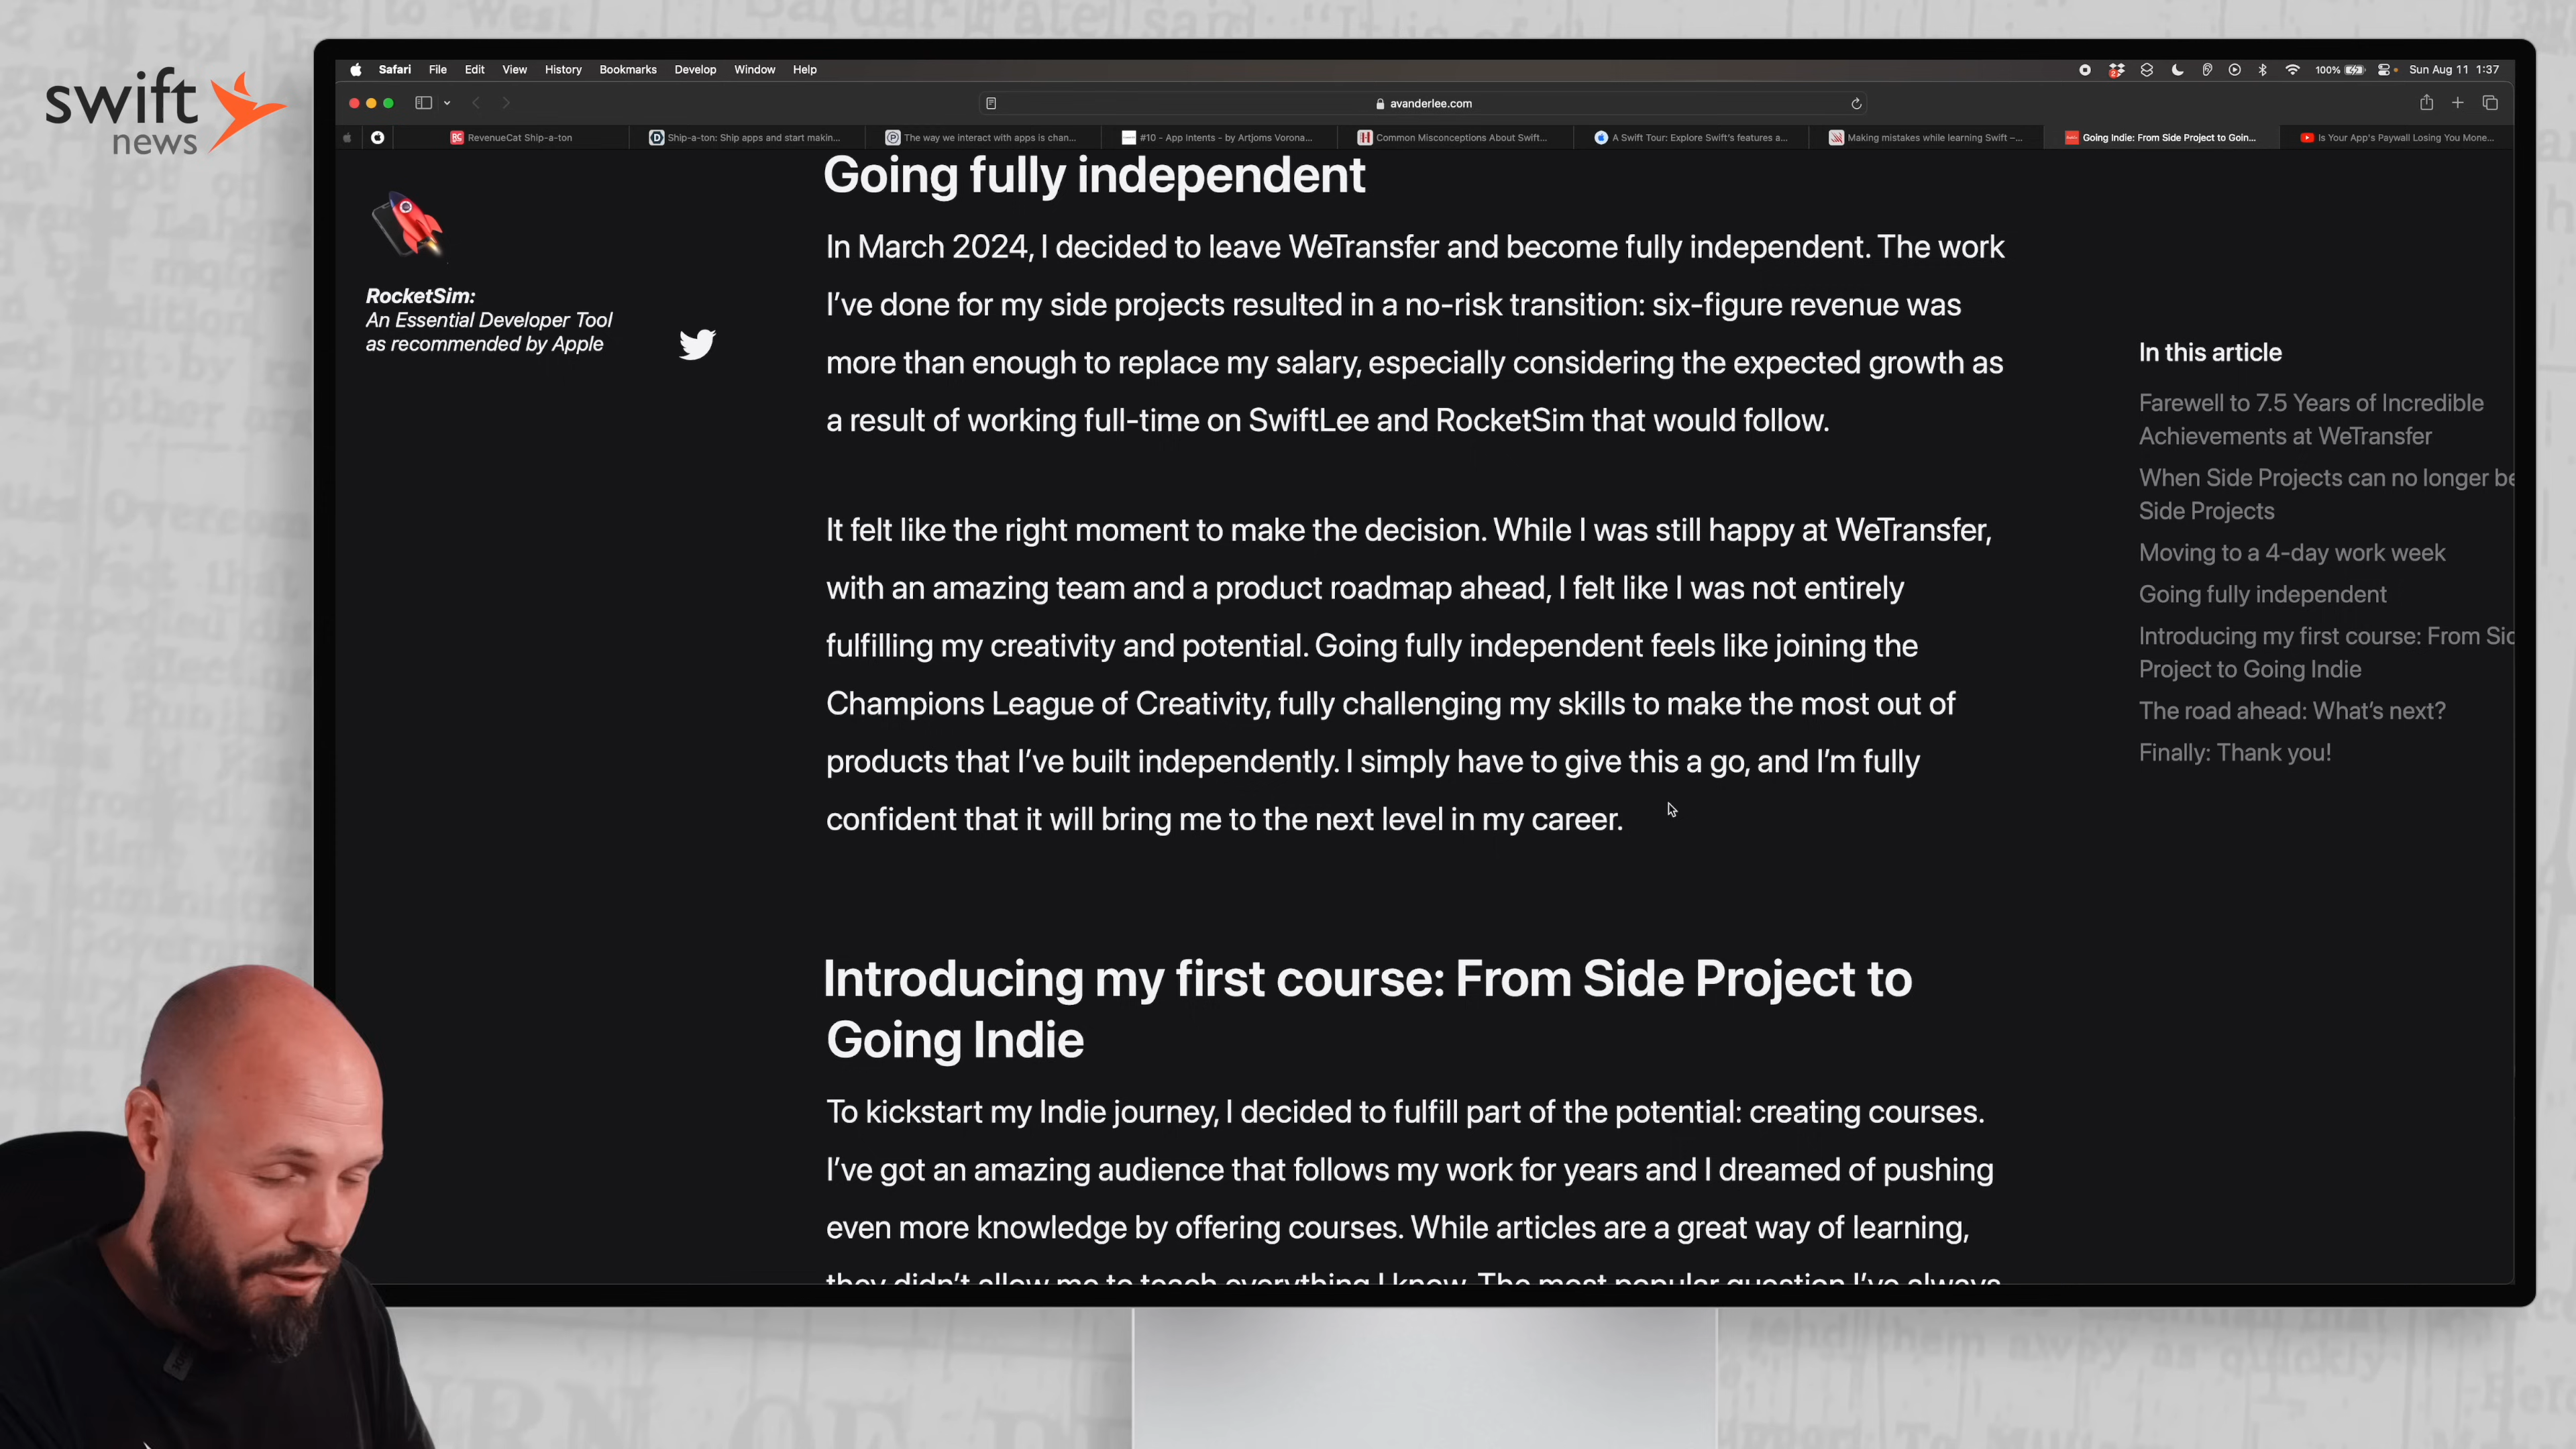 swift
news
Safari File Edit View History Bookmarks Develop Window Help
100%
Sun Aug 11 1:37
avanderlee.com
RevenueCat Ship-a-ton
Ship-a-ton: Ship apps and start makin...
The way we interact with apps is chan...
#10 - App Intents - by Artjoms Vorona...
Common Misconceptions About Swift...
A Swift Tour: Explore Swift's features a...
Making mistakes while learning Swift –...
Going Indie: From Side Project to Goin...
Is Your App's Paywall Losing You Mone...
RocketSim:
An Essential Developer Tool
as recommended by Apple
Going fully independent
In March 2024, I decided to leave WeTransfer and become fully independent. The work
I've done for my side projects resulted in a no-risk transition: six-figure revenue was
more than enough to replace my salary, especially considering the expected growth as
a result of working full-time on SwiftLee and RocketSim that would follow.
It felt like the right moment to make the decision. While I was still happy at WeTransfer,
with an amazing team and a product roadmap ahead, I felt like I was not entirely
fulfilling my creativity and potential. Going fully independent feels like joining the
Champions League of Creativity, fully challenging my skills to make the most out of
products that I've built independently. I simply have to give this a go, and I'm fully
confident that it will bring me to the next level in my career.
Introducing my first course: From Side Project to
Going Indie
To kickstart my Indie journey, I decided to fulfill part of the potential: creating courses.
I've got an amazing audience that follows my work for years and I dreamed of pushing
even more knowledge by offering courses. While articles are a great way of learning,
they didn't allow me to teach everything I know. The most popular question I've always
In this article
Farewell to 7.5 Years of Incredible
Achievements at WeTransfer
When Side Projects can no longer be
Side Projects
Moving to a 4-day work week
Going fully independent
Introducing my first course: From Sid
Project to Going Indie
The road ahead: What's next?
Finally: Thank you!